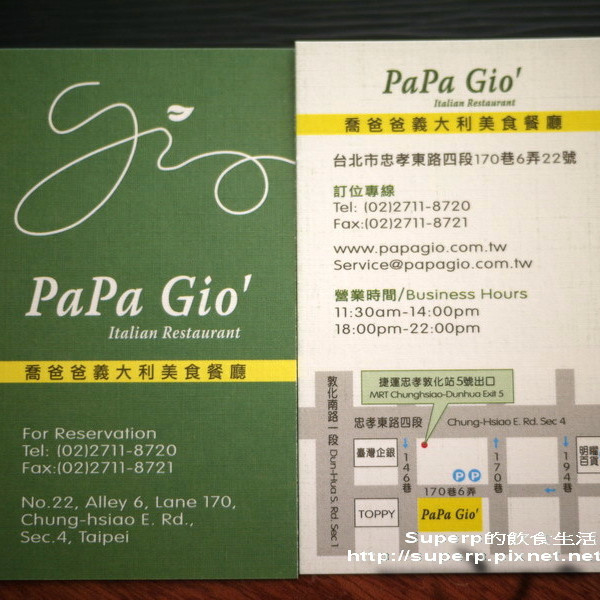 gio
PaPa Gio'
Italian Restaurant
喬爸爸義大利美食餐廳
For Reservation
Tel: (02)2711-8720
Fax:(02)2711-8721
No.22, Alley 6, Lane 170,
Chung-hsiao E. Rd.,
Sec.4, Taipei
PaPa Gio'
Italian Restaurant
喬爸爸義大利美食餐廳
台北市忠孝東路四段170巷6弄22號
訂位專線
Tel: (02)2711-8720
Fax:(02)2711-8721
www.papagio.com.tw
Service@papagio.com.tw
營業時間/Business Hours
11:30am-14:00pm
18:00pm-22:00pm
捷運忠孝敦化站5號出口
MRT Chunghsiao-Dunhua Exit 5
敦化南路一段
Dun-Hua S. Rd. Sec 1
忠孝東路四段 Chung-Hsiao E. Rd. Sec 4
臺灣企銀
146巷
P P
170巷
194巷
明曜
百貨
170巷6弄
TOPPY
PaPa Gio'
Superp的飲食生活
http://superp.pixnet.net